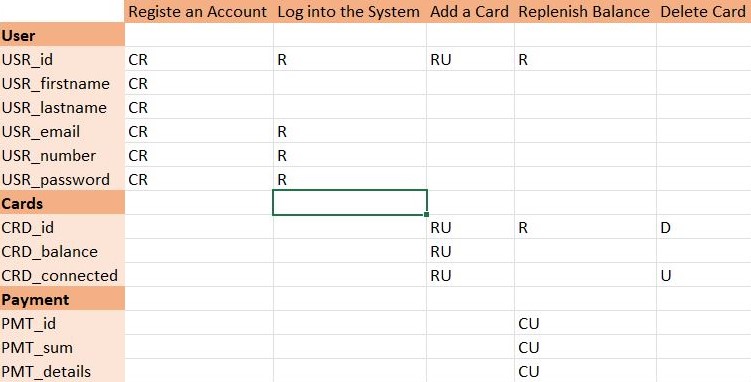 Registe an Account Log into the System Add a Card Replenish Balance Delete Card
User
USR_id CR R RU R
USR_firstname CR
USR_lastname CR
USR_email CR R
USR_number CR R
USR_password CR R
Cards
CRD_id RU R D
CRD_balance RU
CRD_connected RU U
Payment
PMT_id CU
PMT_sum CU
PMT_details CU